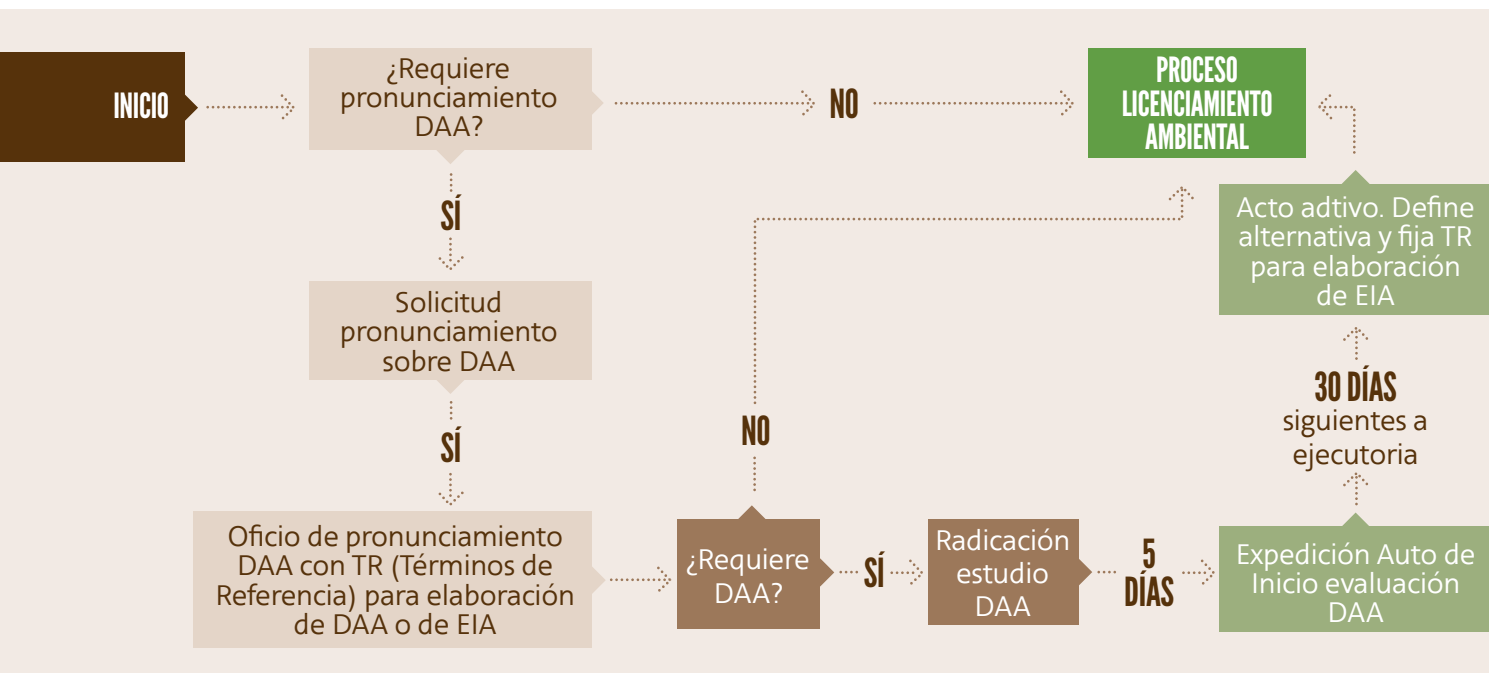 INICIO
¿Requiere
pronunciamiento
DAA?
NO
PROCESO
LICENCIAMIENTO
AMBIENTAL
SÍ
Solicitud
pronunciamiento
sobre DAA
SÍ
Oficio de pronunciamiento
DAA con TR (Términos de
Referencia) para elaboración
de DAA o de EIA
¿Requiere
DAA?
NO
SÍ
Radicación
estudio
DAA
5
DÍAS
Expedición Auto de
Inicio evaluación
DAA
30 DÍAS
siguientes a
ejecutoria
Acto adtivo. Define
alternativa y fija TR
para elaboración
de EIA